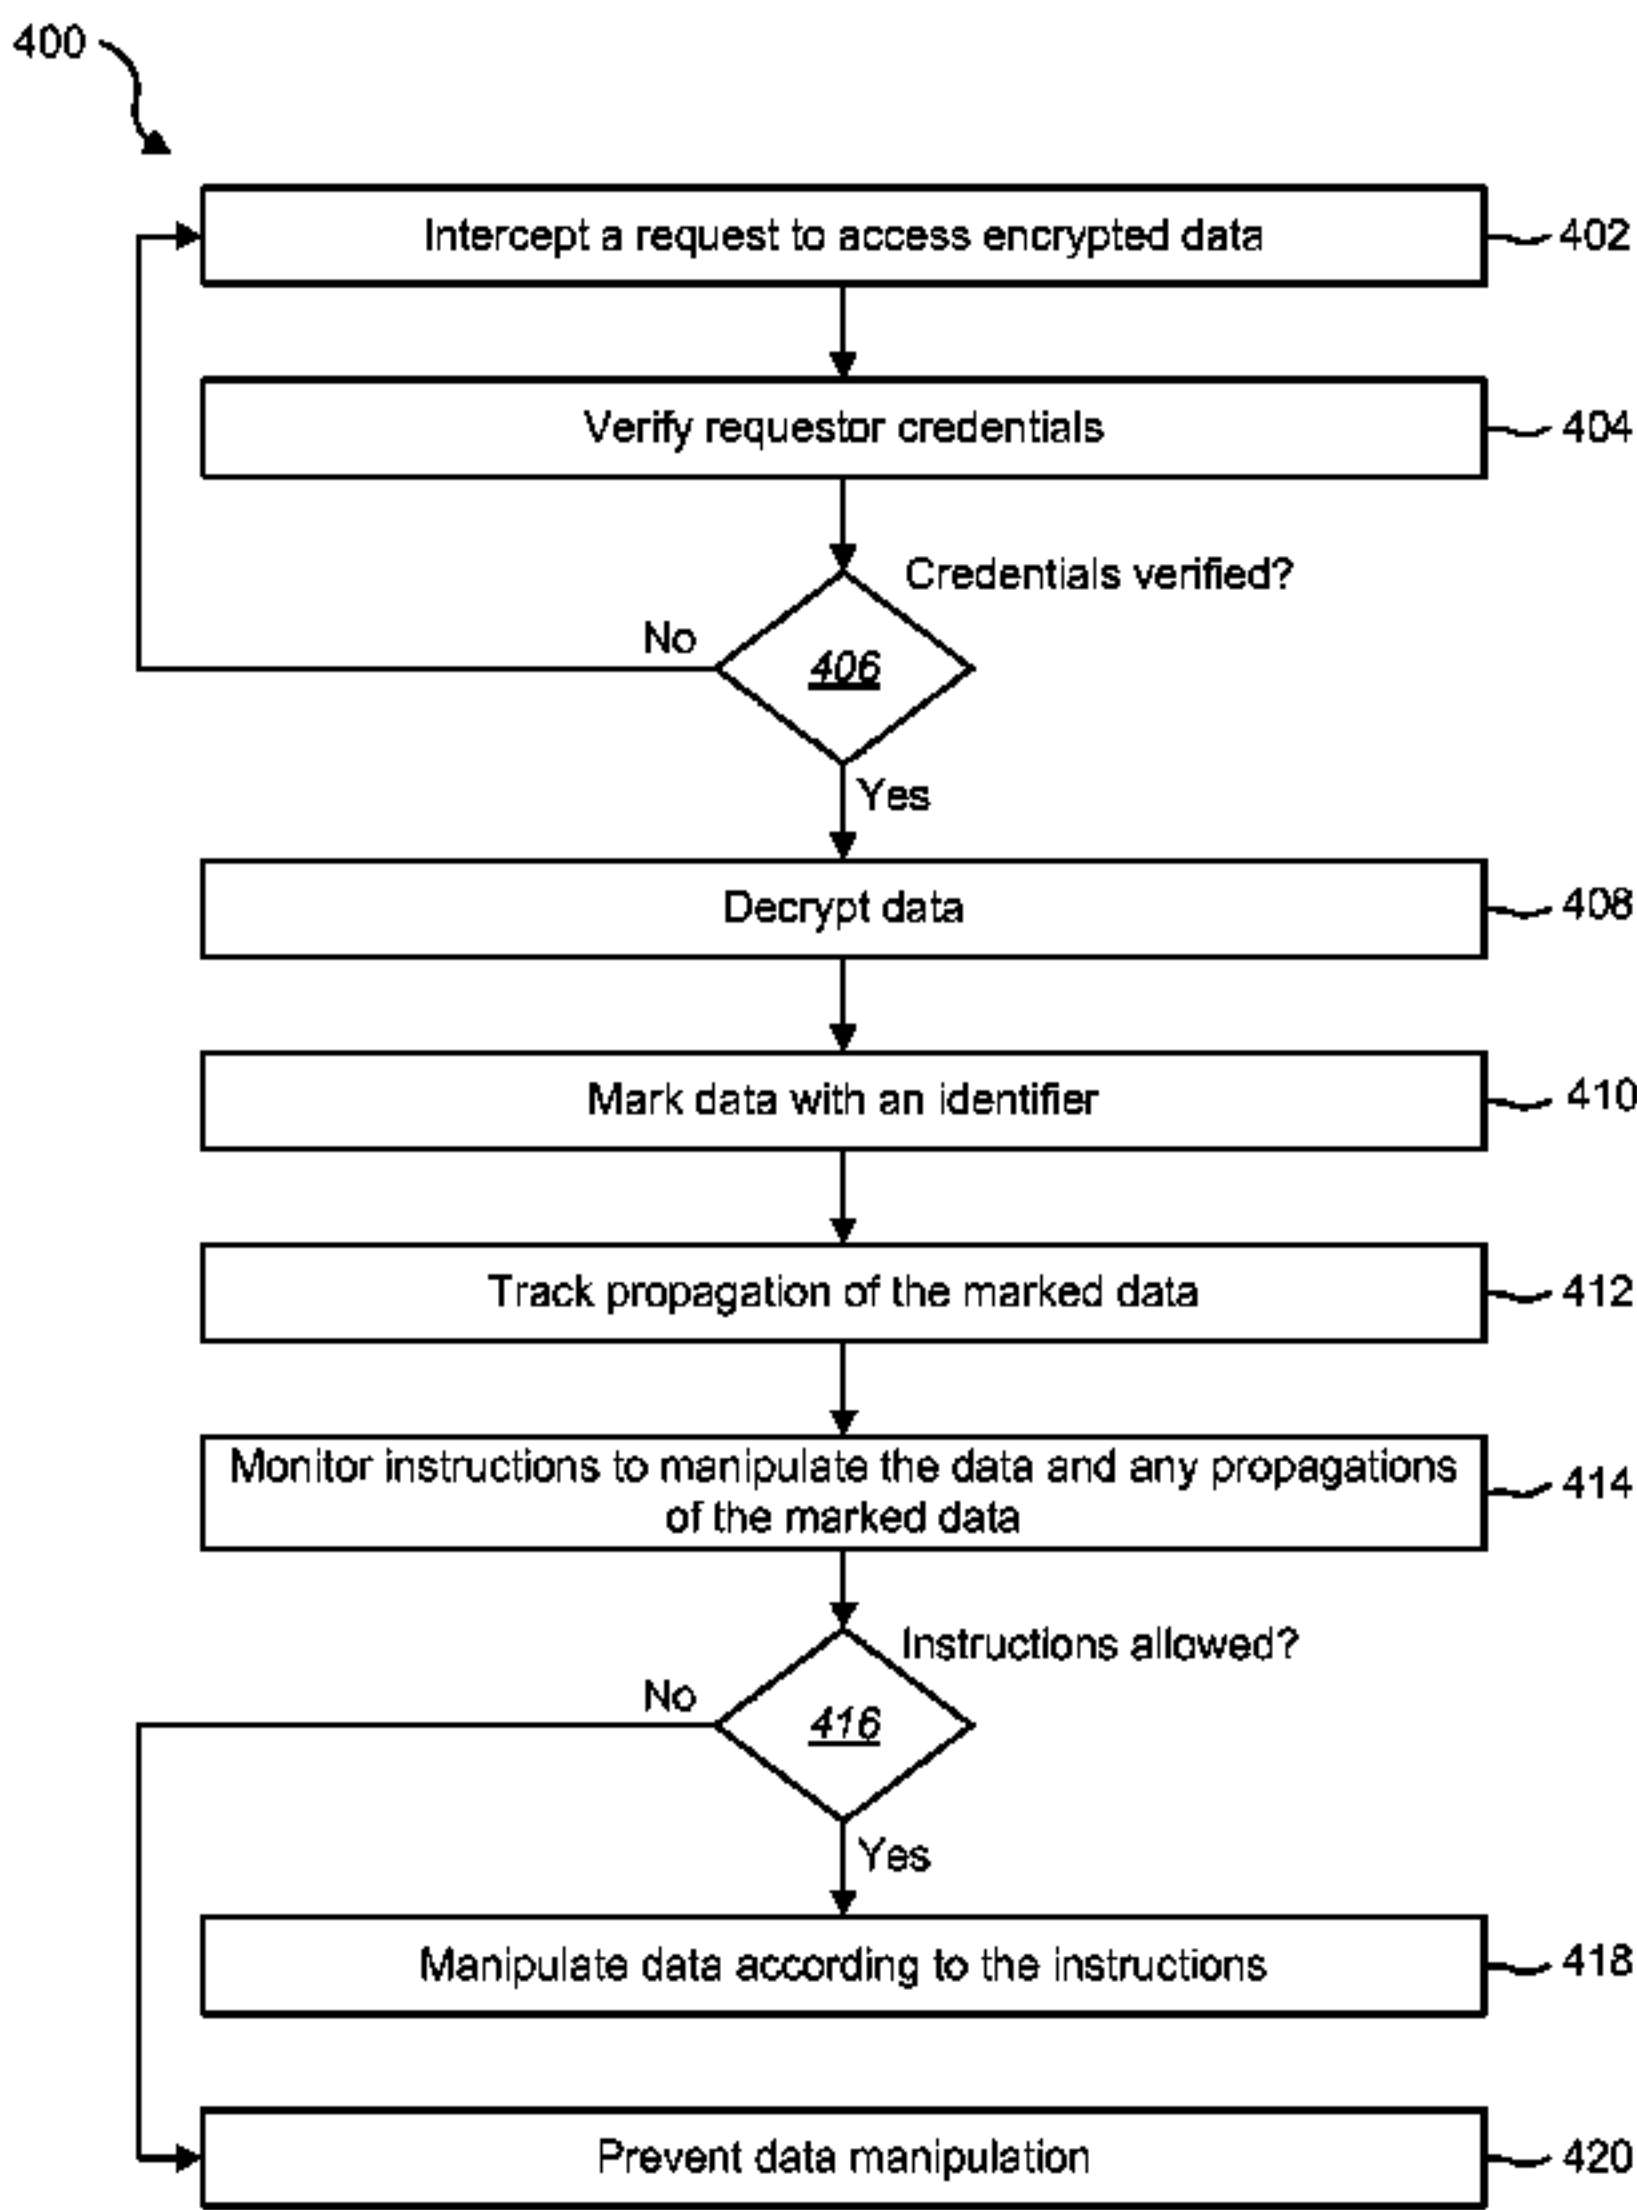 400
Intercept a request to access encrypted data
402
Verify requestor credentials
404
Credentials verified?
No
406
Yes
Decrypt data
408
Mark data with an identifier
410
Track propagation of the marked data
412
Monitor instructions to manipulate the data and any propagations
of the marked data
414
Instructions allowed?
No
416
Yes
Manipulate data according to the instructions
418
Prevent data manipulation
420